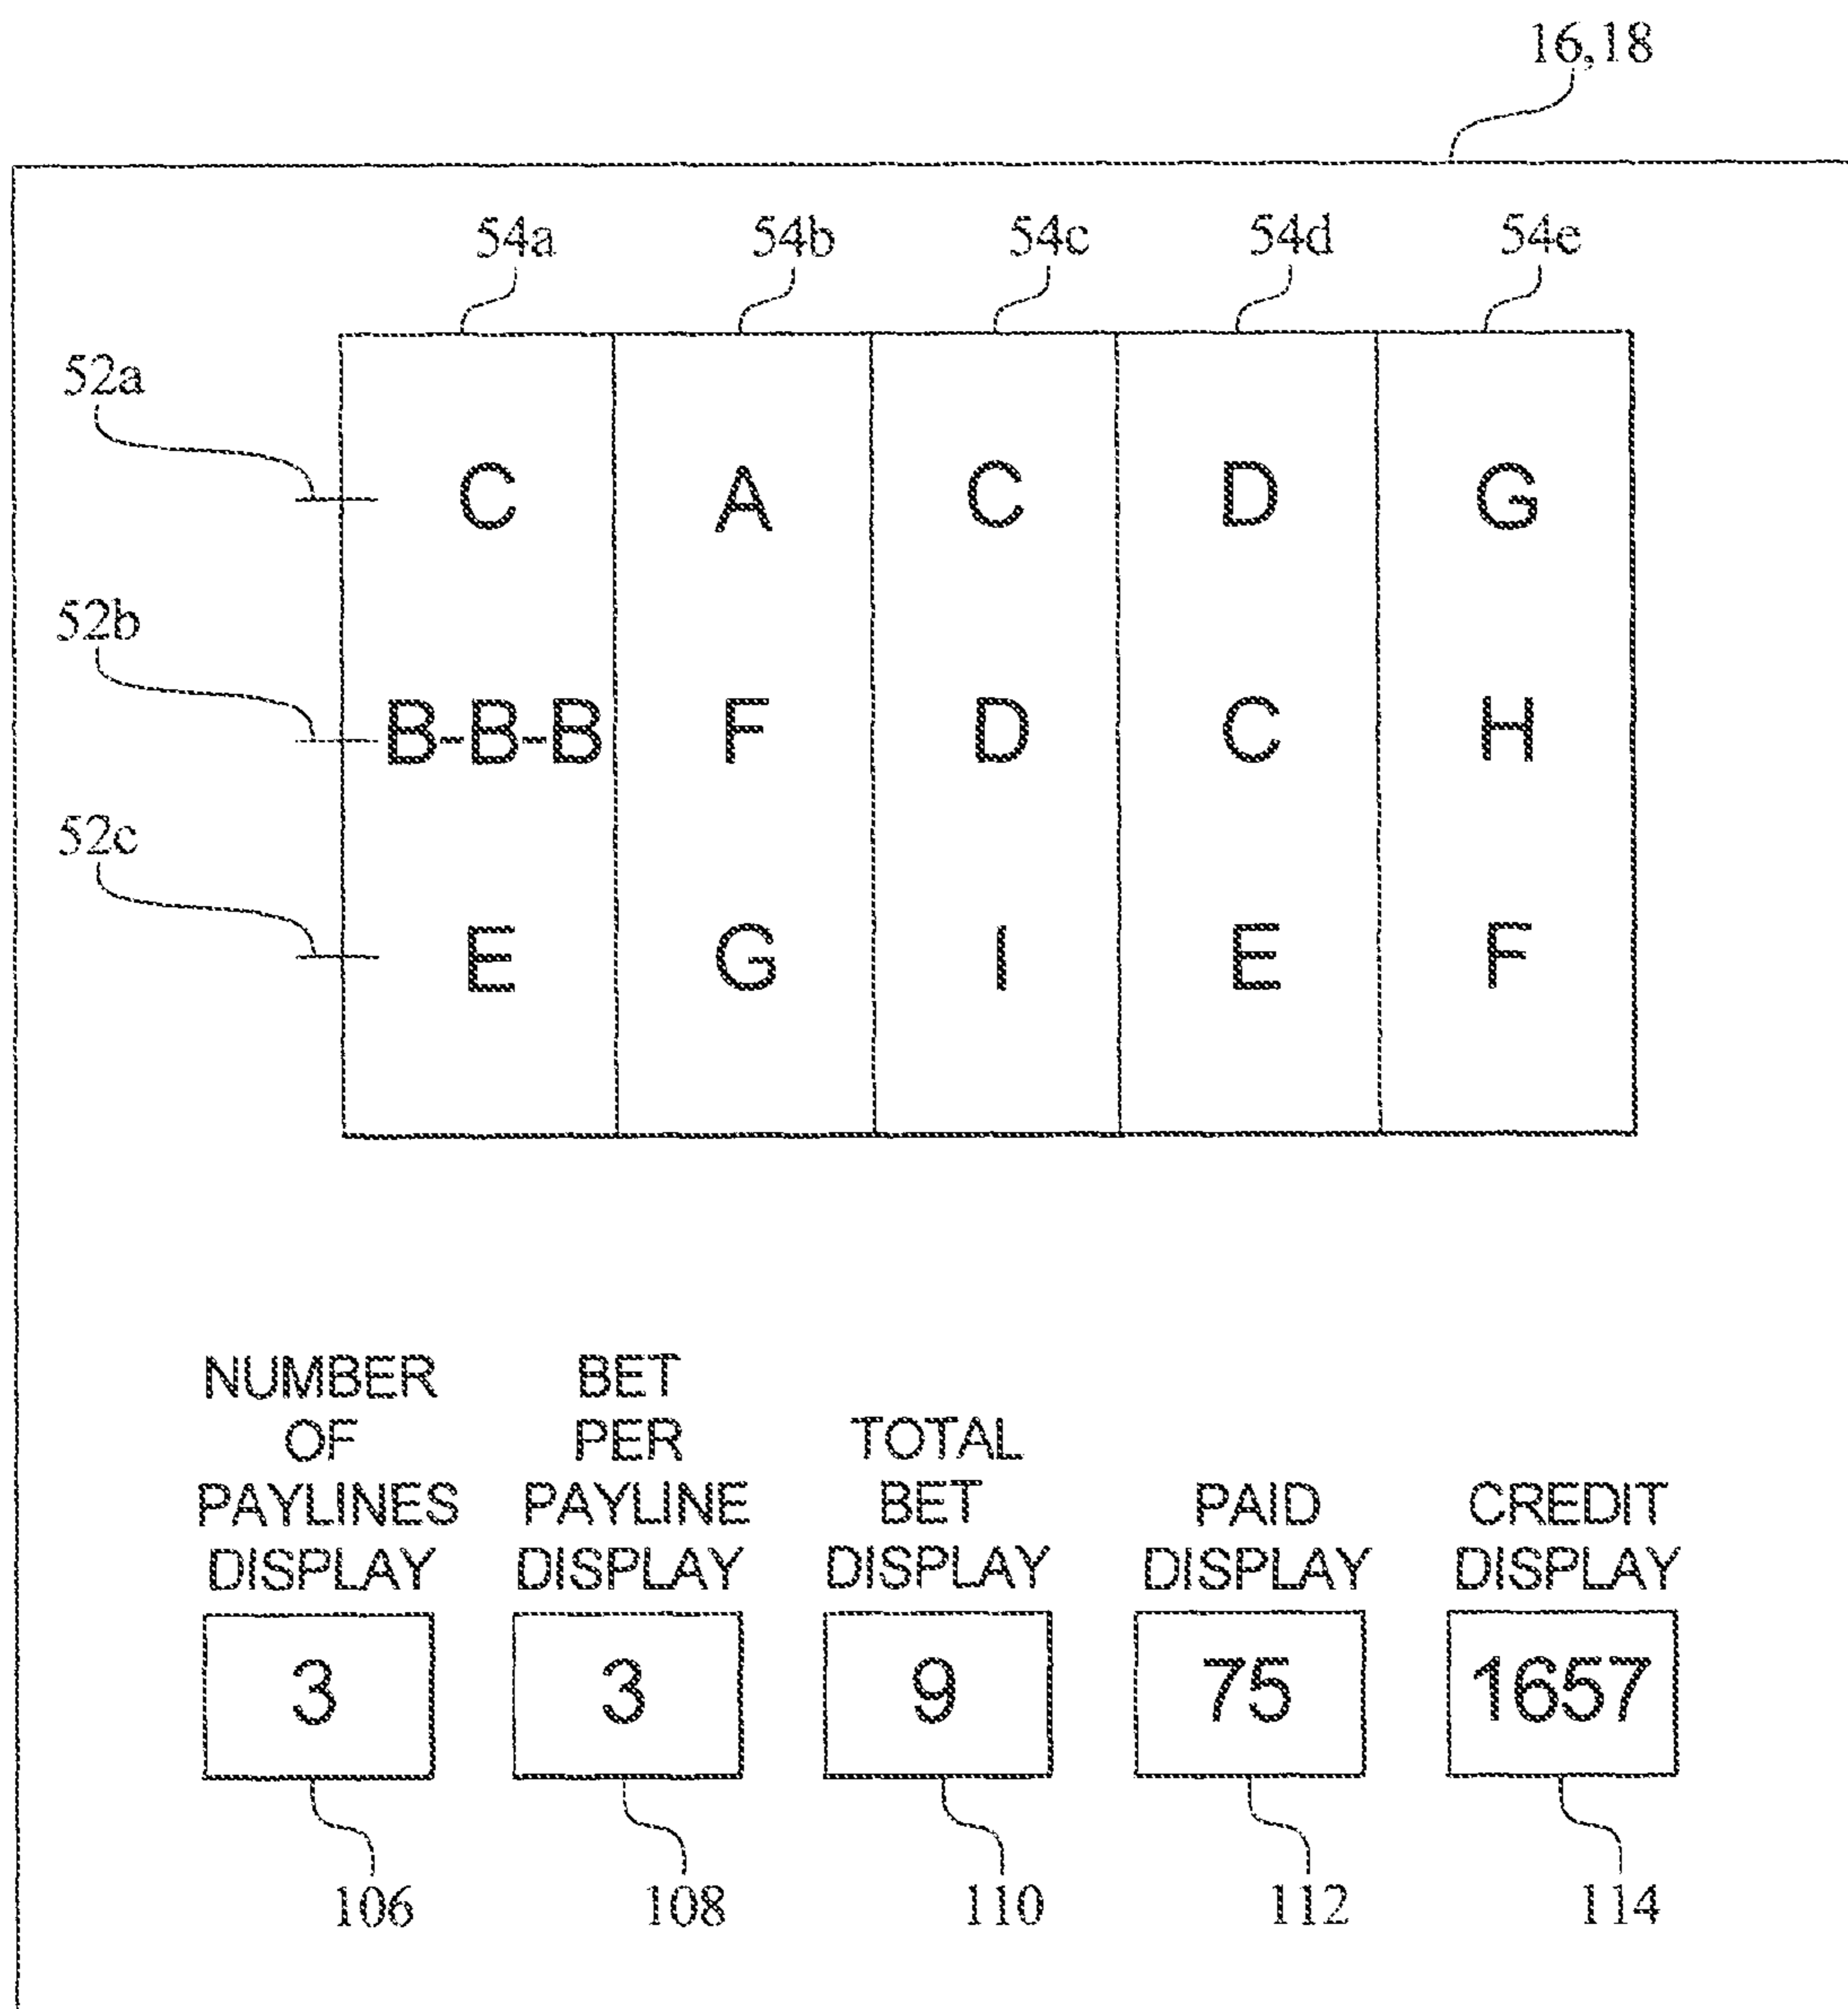 16,18
54a 54b 54c 54d 54e
52a
C A C D G
52b
B-B-B F D C H
52c
E G I E F
NUMBER
OF
PAYLINES
DISPLAY
BET
PER
PAYLINE
DISPLAY
TOTAL
BET
DISPLAY
PAID
DISPLAY
CREDIT
DISPLAY
3 3 9 75 1657
106 108 110 112 114